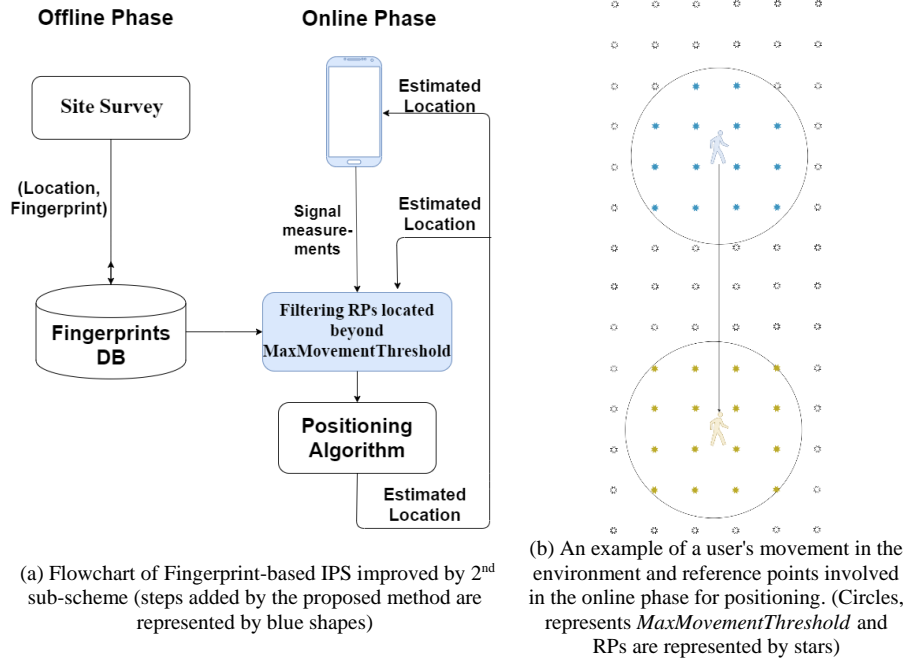 Offline Phase
Online Phase
Site Survey
(Location,
Fingerprint)
Fingerprints
DB
Estimated
Location
Signal
measure-
ments
Estimated
Location
Filtering RPs located
beyond
MaxMovementThreshold
Positioning
Algorithm
Estimated
Location
(a) Flowchart of Fingerprint-based IPS improved by 2nd
sub-scheme (steps added by the proposed method are
represented by blue shapes)
(b) An example of a user's movement in the
environment and reference points involved
in the online phase for positioning. (Circles,
represents MaxMovementThreshold and
RPs are represented by stars)